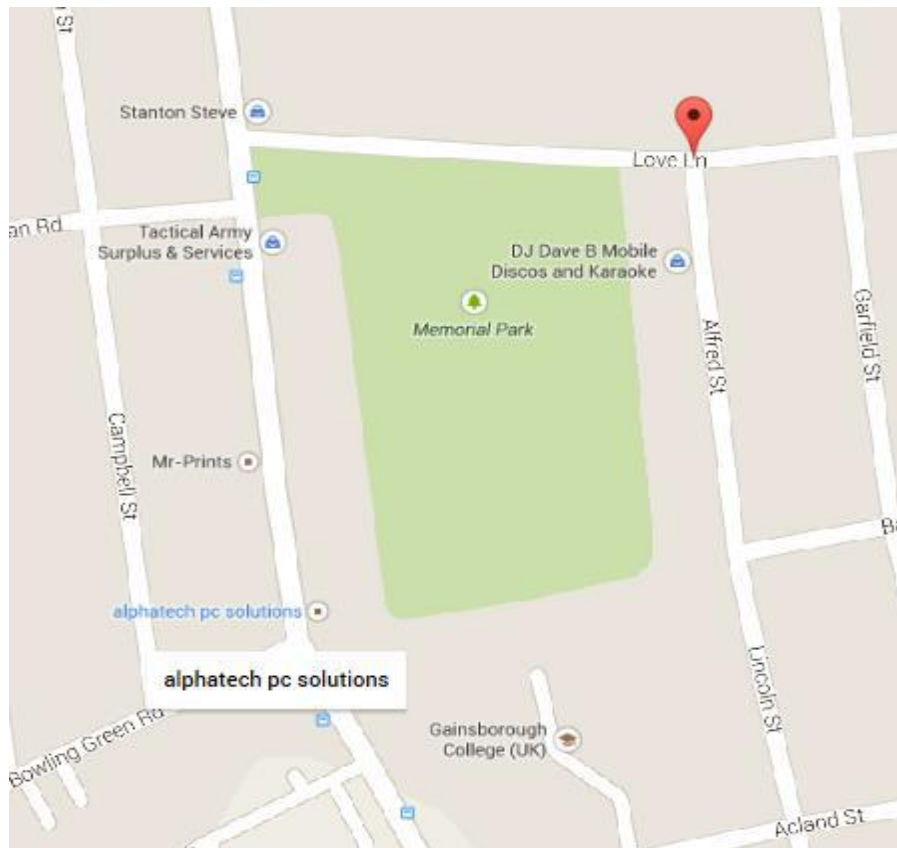 St
Stanton Steve
Love Ln
an Rd
Tactical Army
Surplus & Services
DJ Dave B Mobile
Discos and Karaoke
Memorial Park
Alfred St
Garfield St
Campbell St
Mr-Prints
Ba
alphatech pc solutions
alphatech pc solutions
Lincoln St
Bowling Green Rd
Gainsborough
College (UK)
Acland St